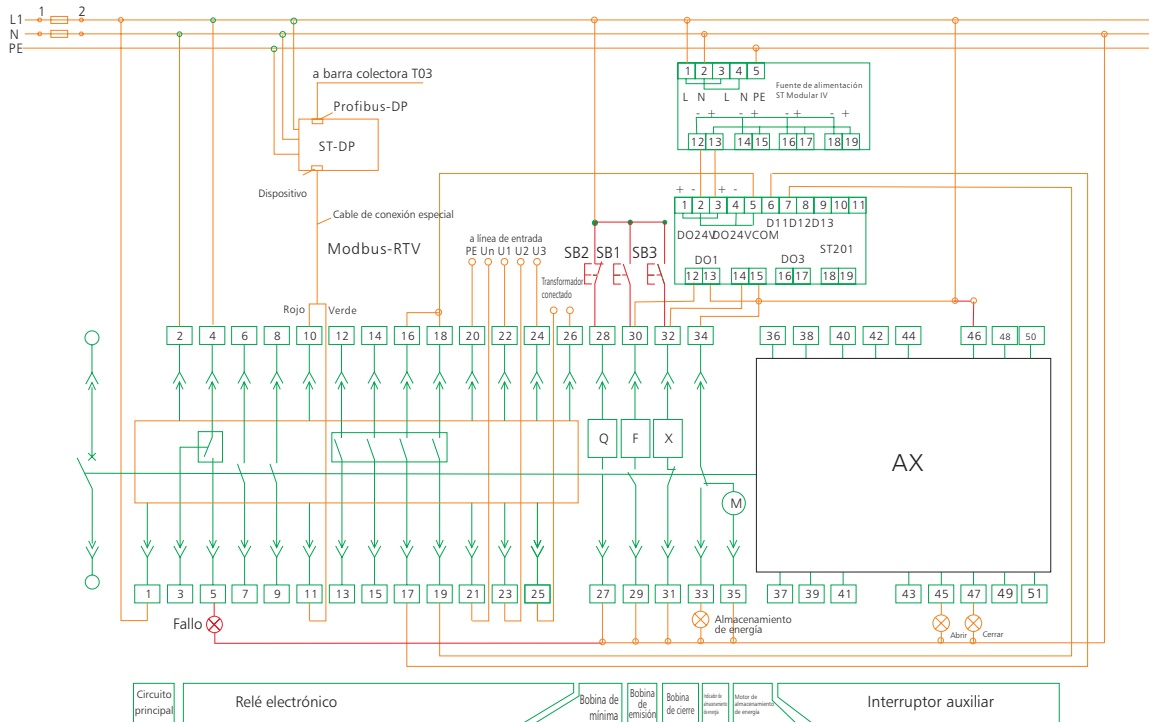 L1 1 2
N
PE
a barra colectora T03
Profibus-DP
ST-DP
Dispositivo
Cable de conexión especial
Modbus-RTV
Rojo Verde
a línea de entrada
PE Un U1 U2 U3
Transformador
conectado
SB2 SB1 SB3
1 2 3 4 5
L N L N PE
Fuente de alimentación
ST Modular IV
- + - + - + - +
12 13 14 15 16 17 18 19
+ - + -
1 2 3 4 5 6 7 8 9 10 11
D11D12D13
DO24VDO24VCOM
ST201
DO1 DO3
12 13 14 15 16 17 18 19
2 4 6 8 10 12 14 16 18 20 22 24 26 28 30 32 34 36 38 40 42 44 46 48 50
Q F X
AX
M
1 3 5 7 9 11 13 15 17 19 21 23 25 27 29 31 33 35 37 39 41 43 45 47 49 51
Fallo
Almacenamiento
de energía
Abrir Cerrar
Circuito
principal
Relé electrónico
Bobina de
mínima
Bobina
de
emisión
Bobina
de cierre
Motor de
almacenamiento
de energía
Interruptor auxiliar